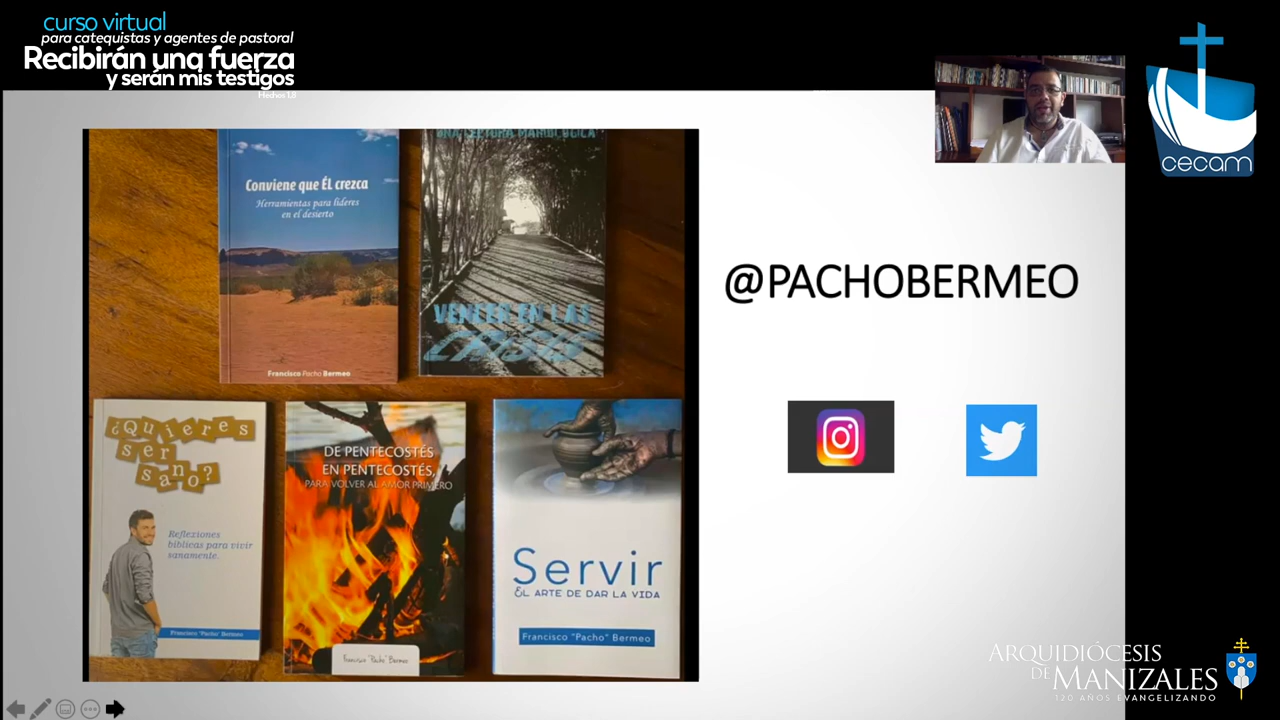 curso virtual
para catequistas y agentes de pastoral
Recibirán una fuerza
y serán mis testigos
Hechos 1,8
cecam
Conviene que ÉL crezca
Herramientas para líderes
en el desierto
Francisco Pacho Bermeo
UNA LECTURA
VENCER EN LAS
CRISIS
@PACHOBERMEO
¿Quieres
ser
sano?
Reflexiones
bíblicas para vivir
sanamente.
Francisco "Pacho" Bermeo
DE PENTECOSTÉS
EN PENTECOSTÉS,
PARA VOLVER AL AMOR PRIMERO
Francisco "Pacho" Bermeo
Servir
EL ARTE DE DAR LA VIDA
Francisco "Pacho" Bermeo
ARQUIDIÓCESIS
DE MANIZALES
120 AÑOS EVANGELIZANDO